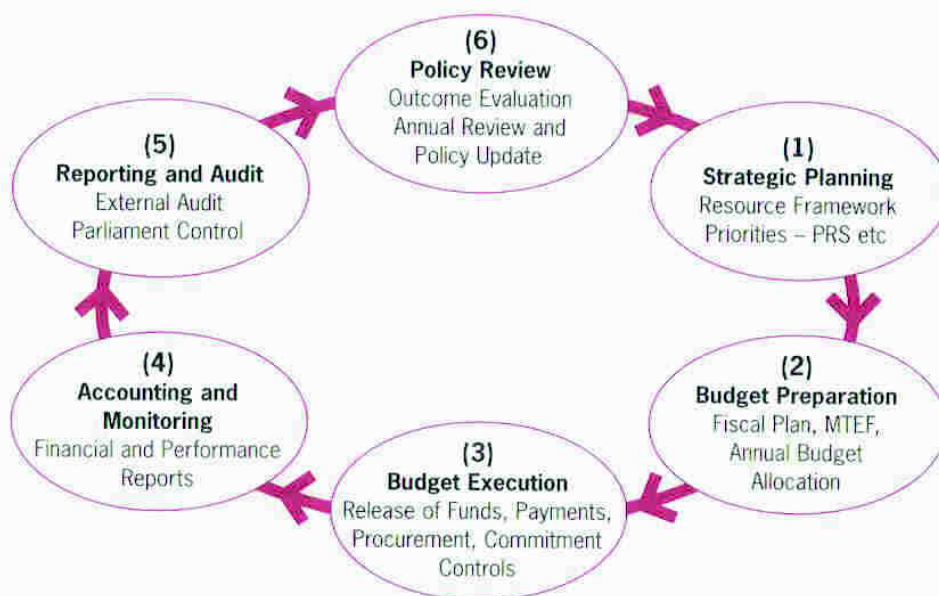 (6)
Policy Review
Outcome Evaluation
Annual Review and
Policy Update
(1)
Strategic Planning
Resource Framework
Priorities – PRS etc
(2)
Budget Preparation
Fiscal Plan, MTEF,
Annual Budget
Allocation
(3)
Budget Execution
Release of Funds, Payments,
Procurement, Commitment
Controls
(4)
Accounting and
Monitoring
Financial and Performance
Reports
(5)
Reporting and Audit
External Audit
Parliament Control